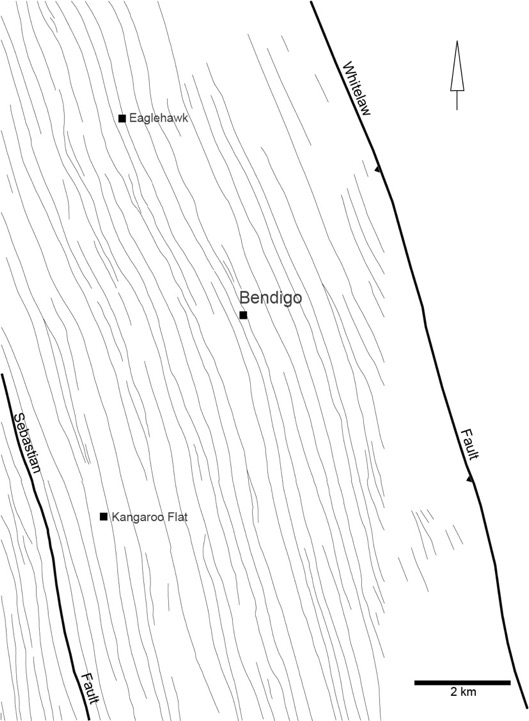 Whitelaw
Eaglehawk
Bendigo
Sebastian
Fault
Kangaroo Flat
Fault
2 km